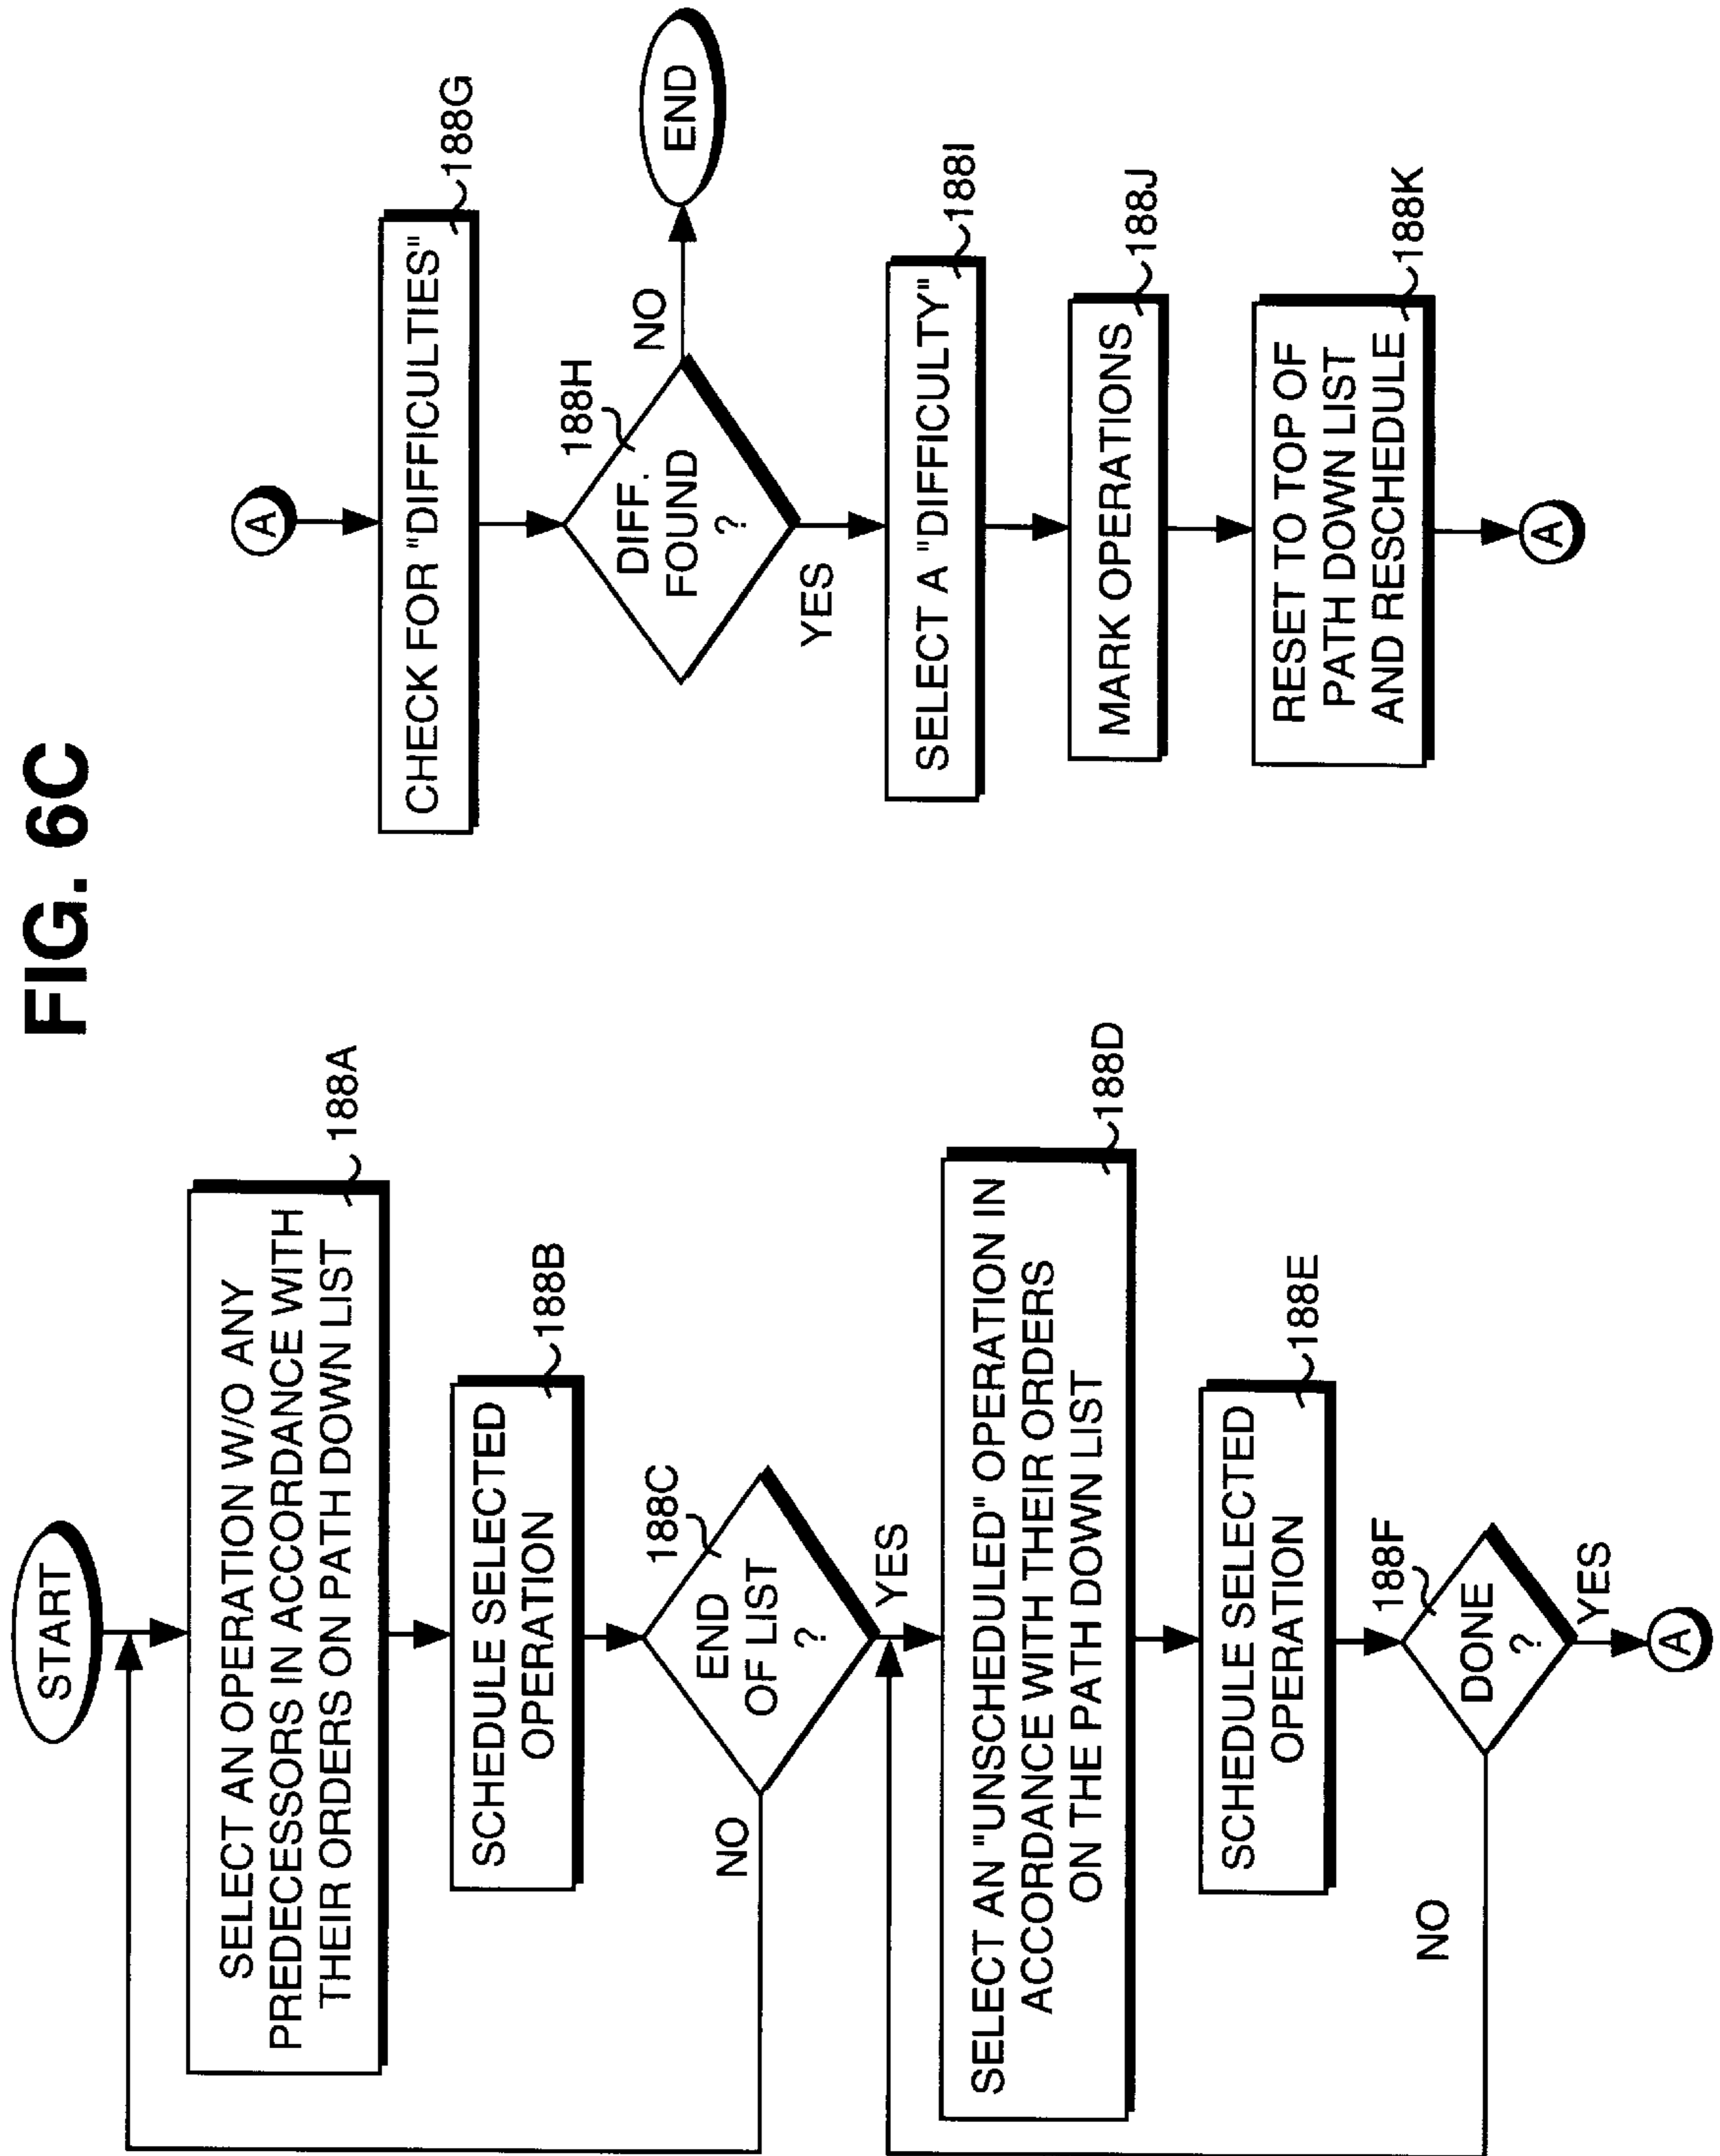 FIG. 6C
START
SELECT AN OPERATION W/O ANY
PREDECESSORS IN ACCORDANCE WITH
THEIR ORDERS ON PATH DOWN LIST
188A
SCHEDULE SELECTED
OPERATION
188B
END
OF LIST
?
188C
NO
YES
SELECT AN "UNSCHEDULED" OPERATION IN
ACCORDANCE WITH THEIR ORDERS
ON THE PATH DOWN LIST
188D
SCHEDULE SELECTED
OPERATION
188E
DONE
?
188F
NO
YES
A
A
CHECK FOR "DIFFICULTIES"
188G
DIFF.
FOUND
?
188H
NO
END
YES
SELECT A "DIFFICULTY"
188I
MARK OPERATIONS
188J
RESET TO TOP OF
PATH DOWN LIST
AND RESCHEDULE
188K
A